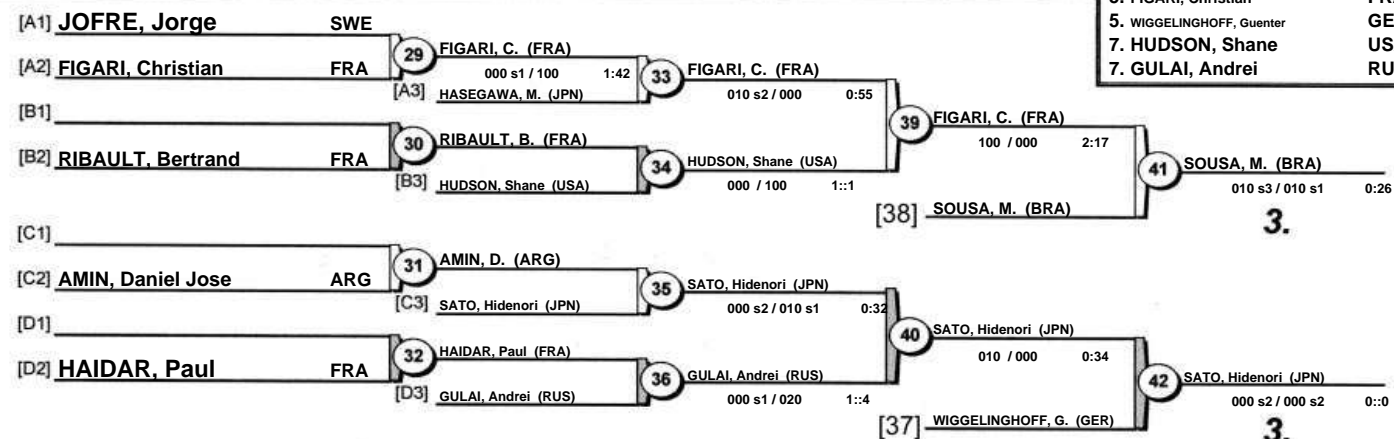 5. WIGGELINGHOFF, Guenter
7. HUDSON, Shane
7. GULAI, Andrei
[A1] JOFRE, Jorge SWE
[A2] FIGARI, Christian FRA
29 FIGARI, C. (FRA)
000 s1 / 100 1:42
[A3] HASEGAWA, M. (JPN)
33 FIGARI, C. (FRA)
010 s2 / 000 0:55
[B1]
[B2] RIBAULT, Bertrand FRA
30 RIBAULT, B. (FRA)
[B3] HUDSON, Shane (USA)
34 HUDSON, Shane (USA)
000 / 100 1::1
39 FIGARI, C. (FRA)
100 / 000 2:17
[38] SOUSA, M. (BRA)
41 SOUSA, M. (BRA)
010 s3 / 010 s1 0:26
3.
[C1]
[C2] AMIN, Daniel Jose ARG
31 AMIN, D. (ARG)
[C3] SATO, Hidenori (JPN)
35 SATO, Hidenori (JPN)
000 s2 / 010 s1 0:32
[D1]
[D2] HAIDAR, Paul FRA
32 HAIDAR, Paul (FRA)
[D3] GULAI, Andrei (RUS)
36 GULAI, Andrei (RUS)
000 s1 / 020 1::4
40 SATO, Hidenori (JPN)
010 / 000 0:34
[37] WIGGELINGHOFF, G. (GER)
42 SATO, Hidenori (JPN)
000 s2 / 000 s2 0::0
3.